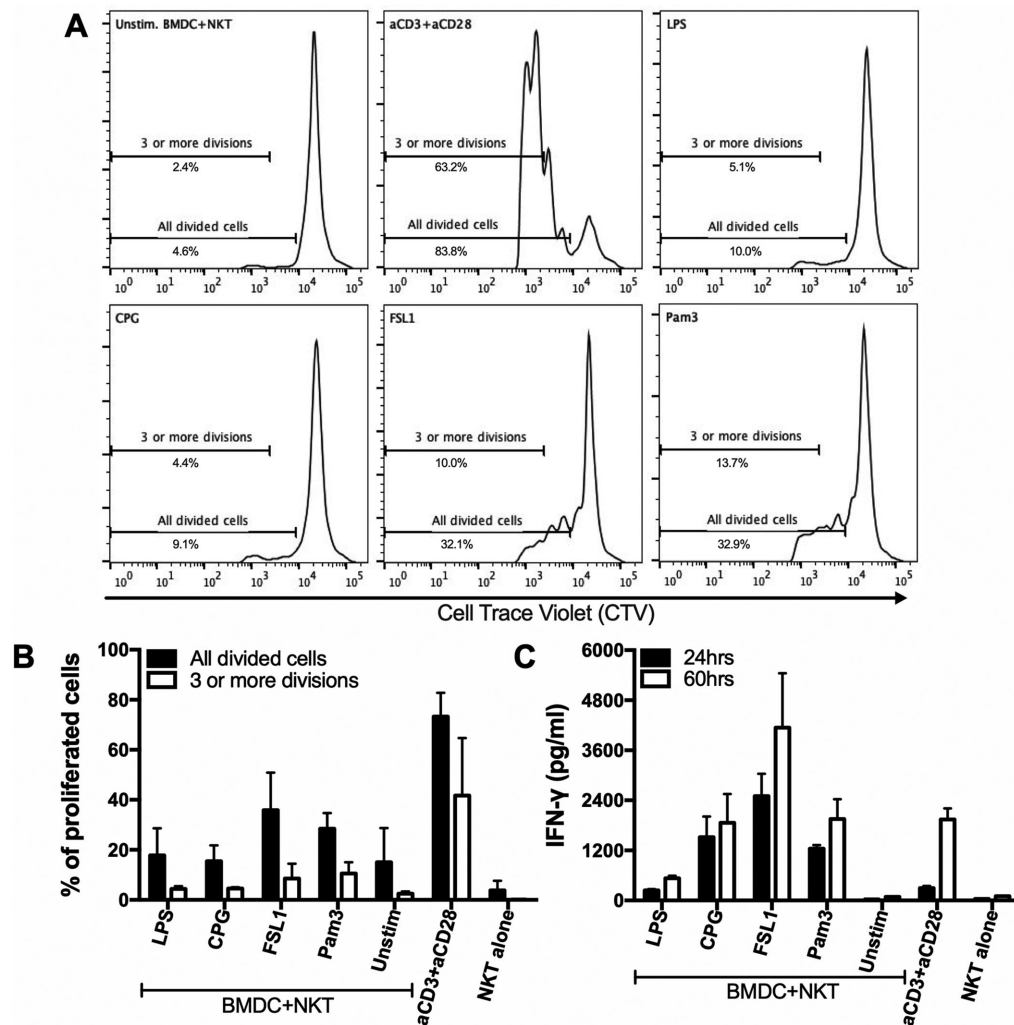 A
Unstim. BMDC+NKT
3 or more divisions
2.4%
All divided cells
4.6%
10^0 10^1 10^2 10^3 10^4 10^5
aCD3+aCD28
3 or more divisions
63.2%
All divided cells
83.8%
10^0 10^1 10^2 10^3 10^4 10^5
LPS
3 or more divisions
5.1%
All divided cells
10.0%
10^0 10^1 10^2 10^3 10^4 10^5
CPG
3 or more divisions
4.4%
All divided cells
9.1%
10^0 10^1 10^2 10^3 10^4 10^5
FSL1
3 or more divisions
10.0%
All divided cells
32.1%
10^0 10^1 10^2 10^3 10^4 10^5
Pam3
3 or more divisions
13.7%
All divided cells
32.9%
10^0 10^1 10^2 10^3 10^4 10^5
Cell Trace Violet (CTV)
B
% of proliferated cells
100
80
60
40
20
0
All divided cells
3 or more divisions
LPS
CPG
FSL1
Pam3
Unstim
aCD3+aCD28
NKT alone
BMDC+NKT
C
IFN-γ (pg/ml)
6000
4800
3600
2400
1200
0
24hrs
60hrs
LPS
CPG
FSL1
Pam3
Unstim
aCD3+aCD28
NKT alone
BMDC+NKT